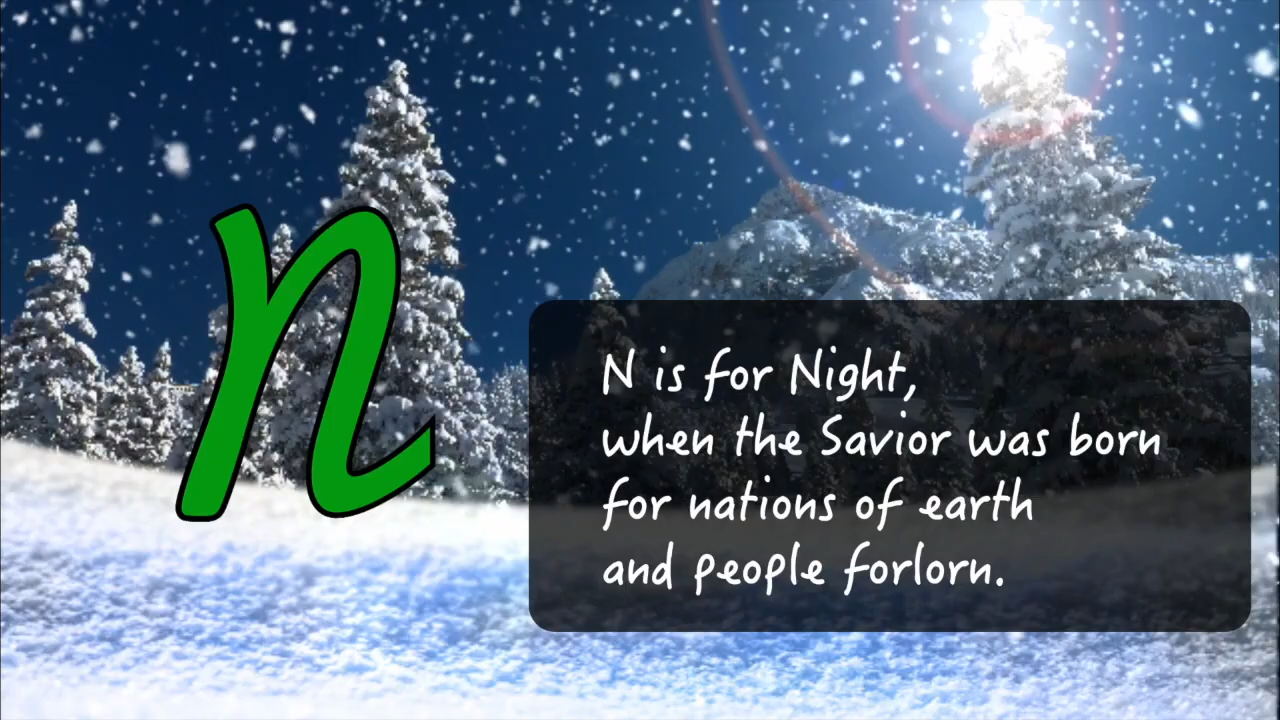 n
N is for Night,
when the Savior was born
for nations of earth
and people forlorn.